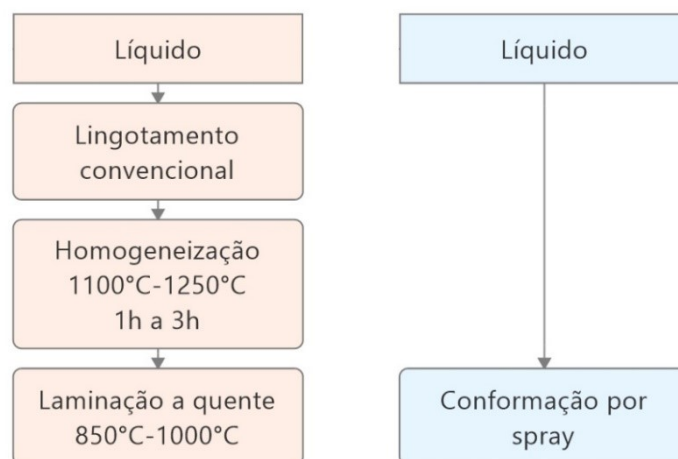 Líquido
Lingotamento
convencional
Homogeneização
1100°C-1250°C
1h a 3h
Laminação a quente
850°C-1000°C
Líquido
Conformação por
spray